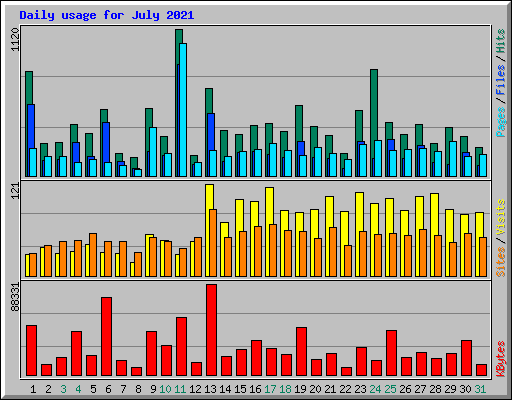 Daily usage for July 2021
1120
Pages / Files / Hits
121
Sites / Visits
88331
KBytes
1 2 3 4 5 6 7 8 9 10 11 12 13 14 15 16 17 18 19 20 21 22 23 24 25 26 27 28 29 30 31